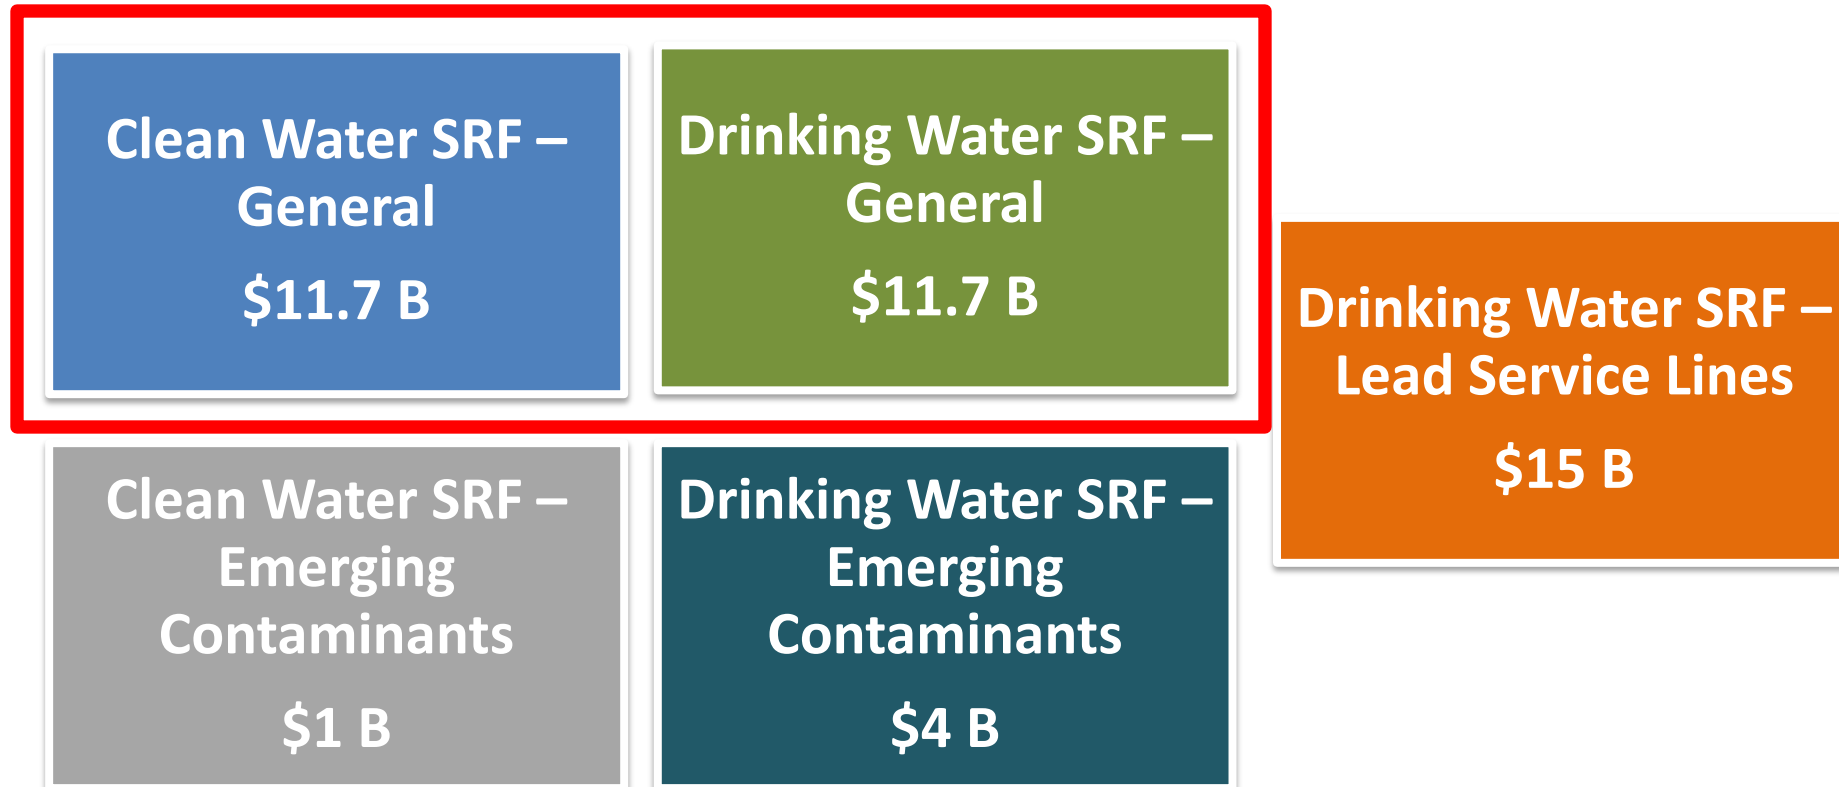 Clean Water SRF –
General
$11.7 B
Drinking Water SRF –
General
$11.7 B
Drinking Water SRF –
Lead Service Lines
$15 B
Clean Water SRF –
Emerging
Contaminants
$1 B
Drinking Water SRF –
Emerging
Contaminants
$4 B